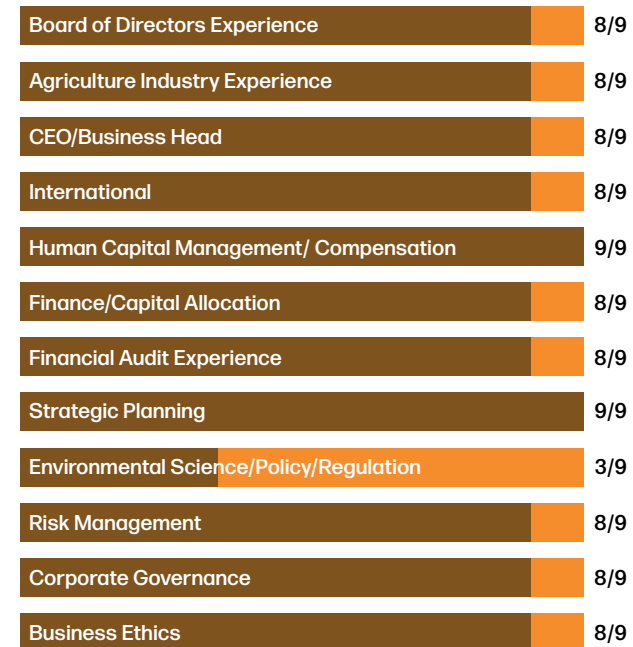 Board of Directors Experience 8/9
Agriculture Industry Experience 8/9
CEO/Business Head 8/9
International 8/9
Human Capital Management/ Compensation 9/9
Finance/Capital Allocation 8/9
Financial Audit Experience 8/9
Strategic Planning 9/9
Environmental Science/Policy/Regulation 3/9
Risk Management 8/9
Corporate Governance 8/9
Business Ethics 8/9